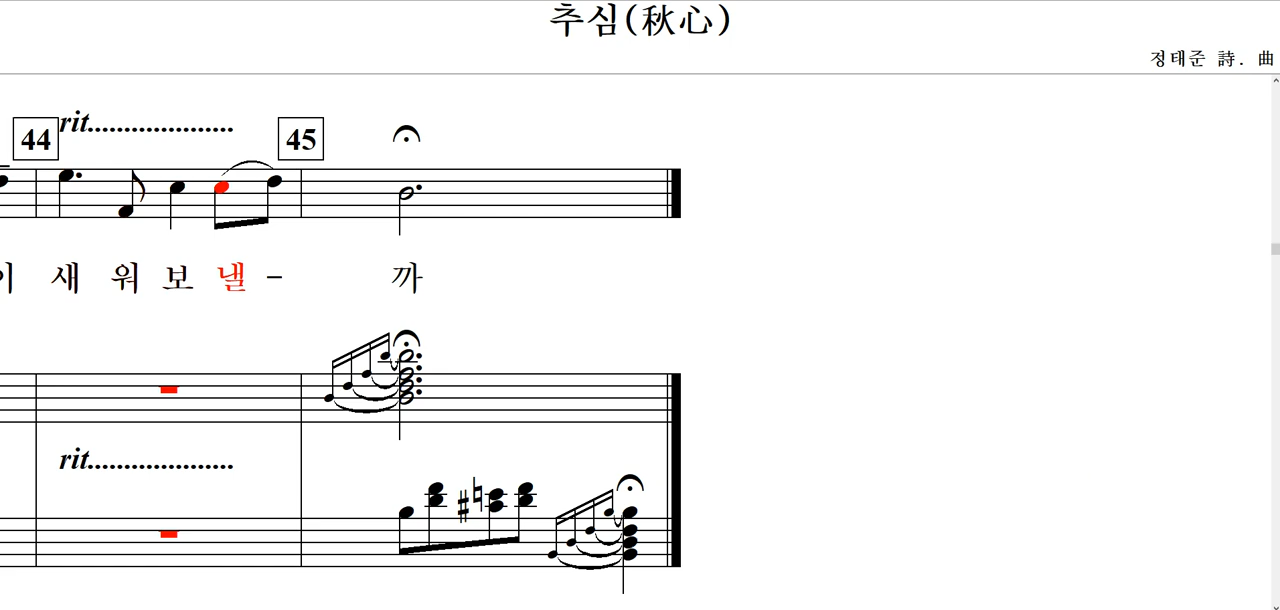 추심(秋心)
정태준 詩. 曲
44 rit.................... 45
이 새 워 보 낼 - 까
rit....................